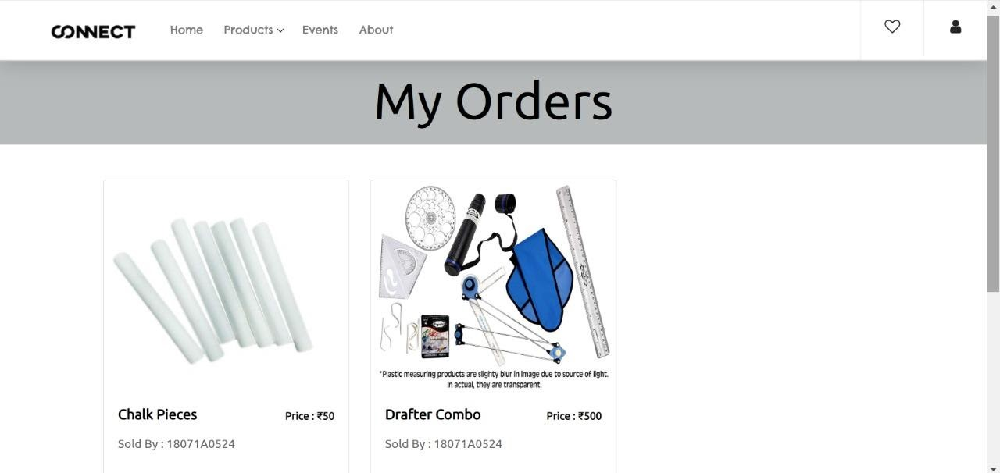 CONNECT
Home Products Events About
My Orders
*Plastic measuring products are slighty blur in image due to source of light.
In actual, they are transparent.
Chalk Pieces Price : ₹50
Sold By : 18071A0524
Drafter Combo Price : ₹500
Sold By : 18071A0524